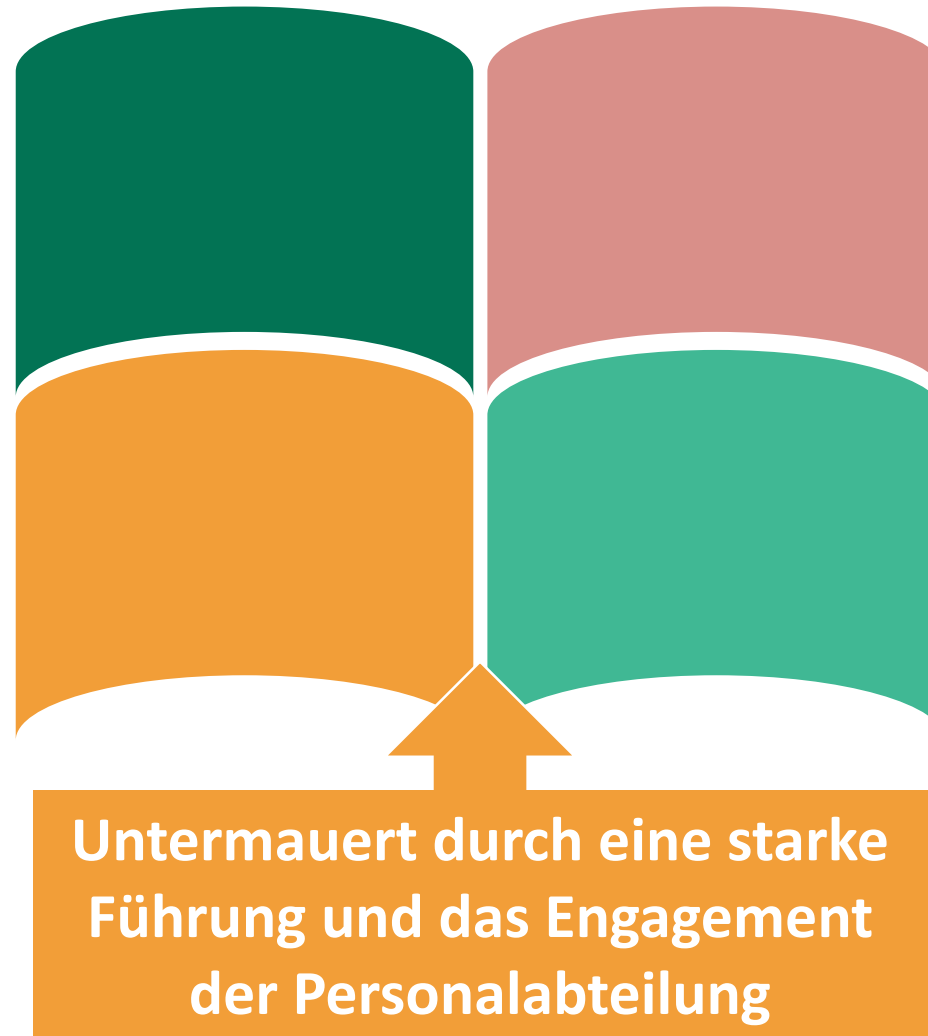 Untermauert durch eine starke
Führung und das Engagement
der Personalabteilung